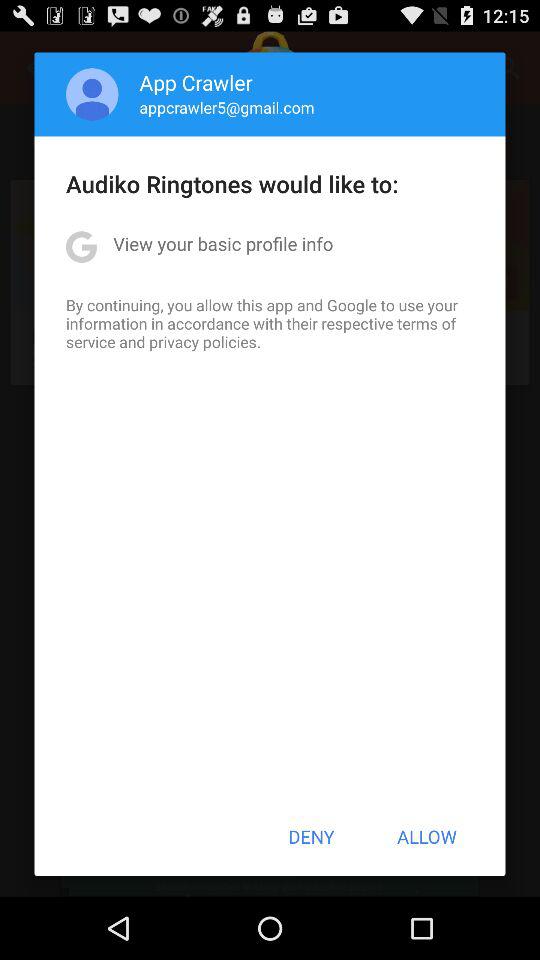 FAKE
12:15
App Crawler
appcrawler5@gmail.com
Audiko Ringtones would like to:
G View your basic profile info
By continuing, you allow this app and Google to use your
information in accordance with their respective terms of
service and privacy policies.
DENY ALLOW